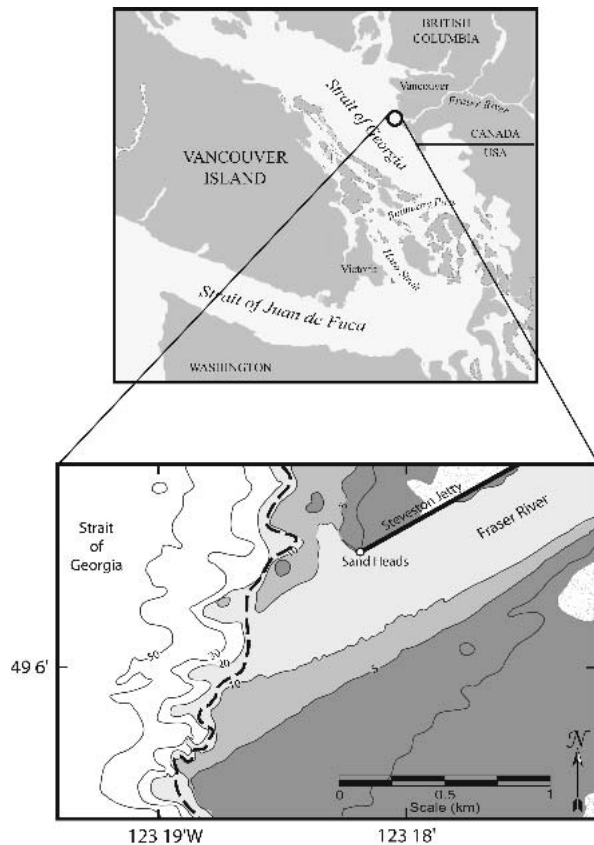 BRITISH
COLUMBIA
Vancouver
Fraser River
Strait of Georgia
CANADA
USA
VANCOUVER
ISLAND
Boundary Pass
Haro Strait
Victoria
Strait of Juan de Fuca
WASHINGTON
Strait
of
Georgia
Steveston Jetty
Fraser River
Sand Heads
50
20
10
5
49 6'
N
0 0.5 1
Scale (km)
123 19'W 123 18'